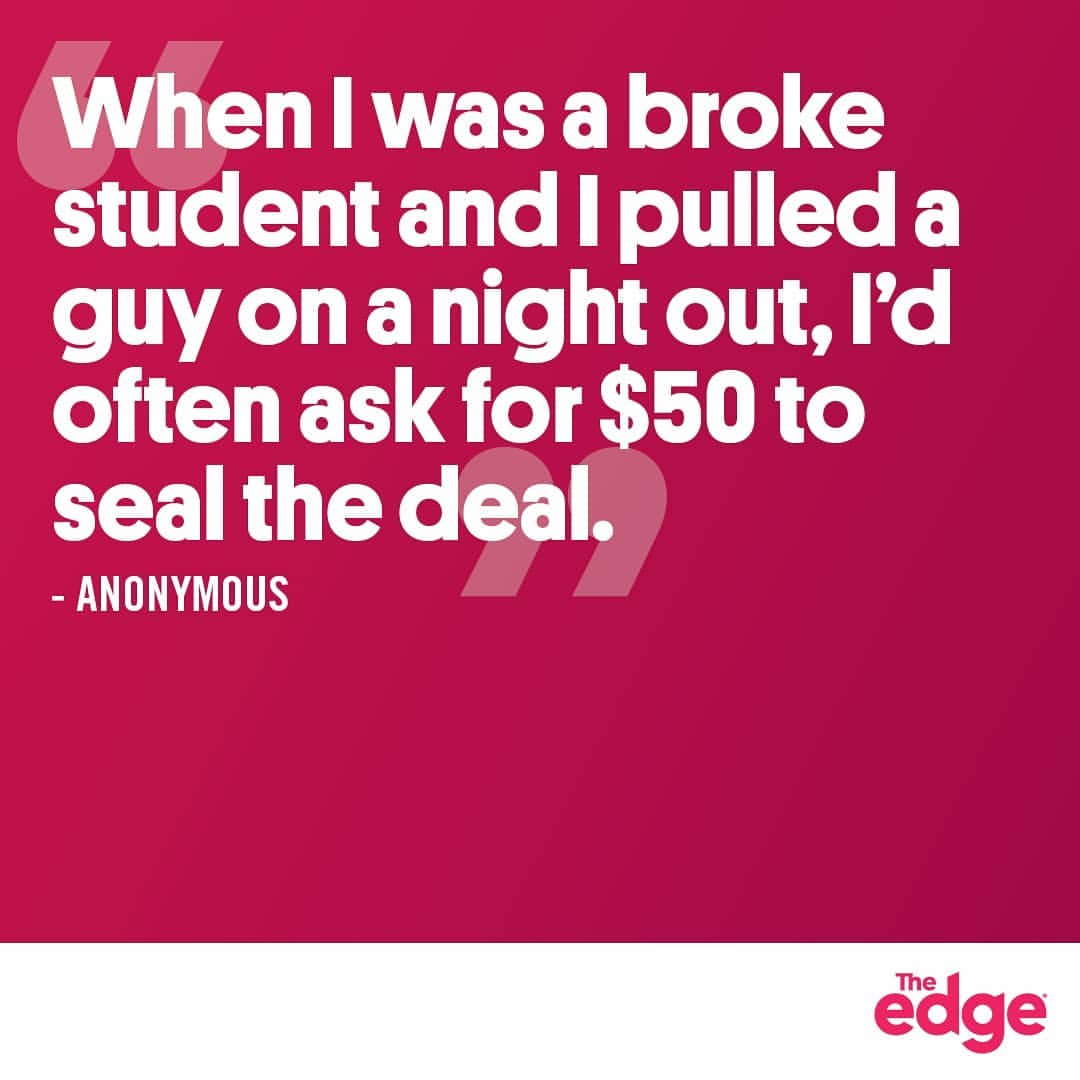 “
When I was a broke
student and I pulled a
guy on a night out, I’d
often ask for $50 to
seal the deal.
”
- ANONYMOUS
The
edge